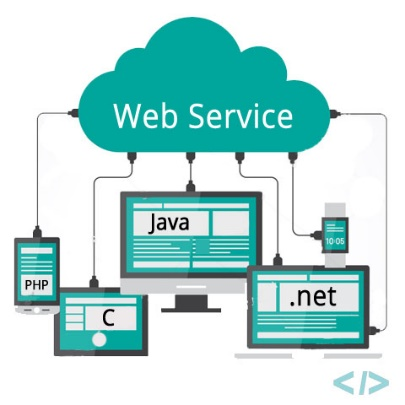 Web Service
Java
10:05
PHP
C
.net
</>